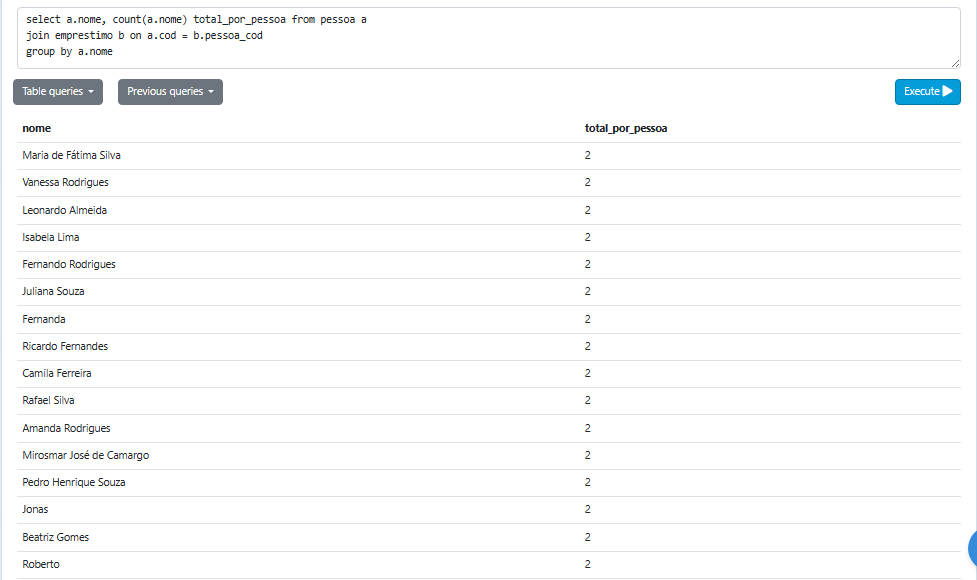 select a.nome, count(a.nome) total_por_pessoa from pessoa a
join emprestimo b on a.cod = b.pessoa_cod
group by a.nome
Table queries Previous queries Execute
nome total_por_pessoa
Maria de Fátima Silva 2
Vanessa Rodrigues 2
Leonardo Almeida 2
Isabela Lima 2
Fernando Rodrigues 2
Juliana Souza 2
Fernanda 2
Ricardo Fernandes 2
Camila Ferreira 2
Rafael Silva 2
Amanda Rodrigues 2
Mirosmar José de Camargo 2
Pedro Henrique Souza 2
Jonas 2
Beatriz Gomes 2
Roberto 2